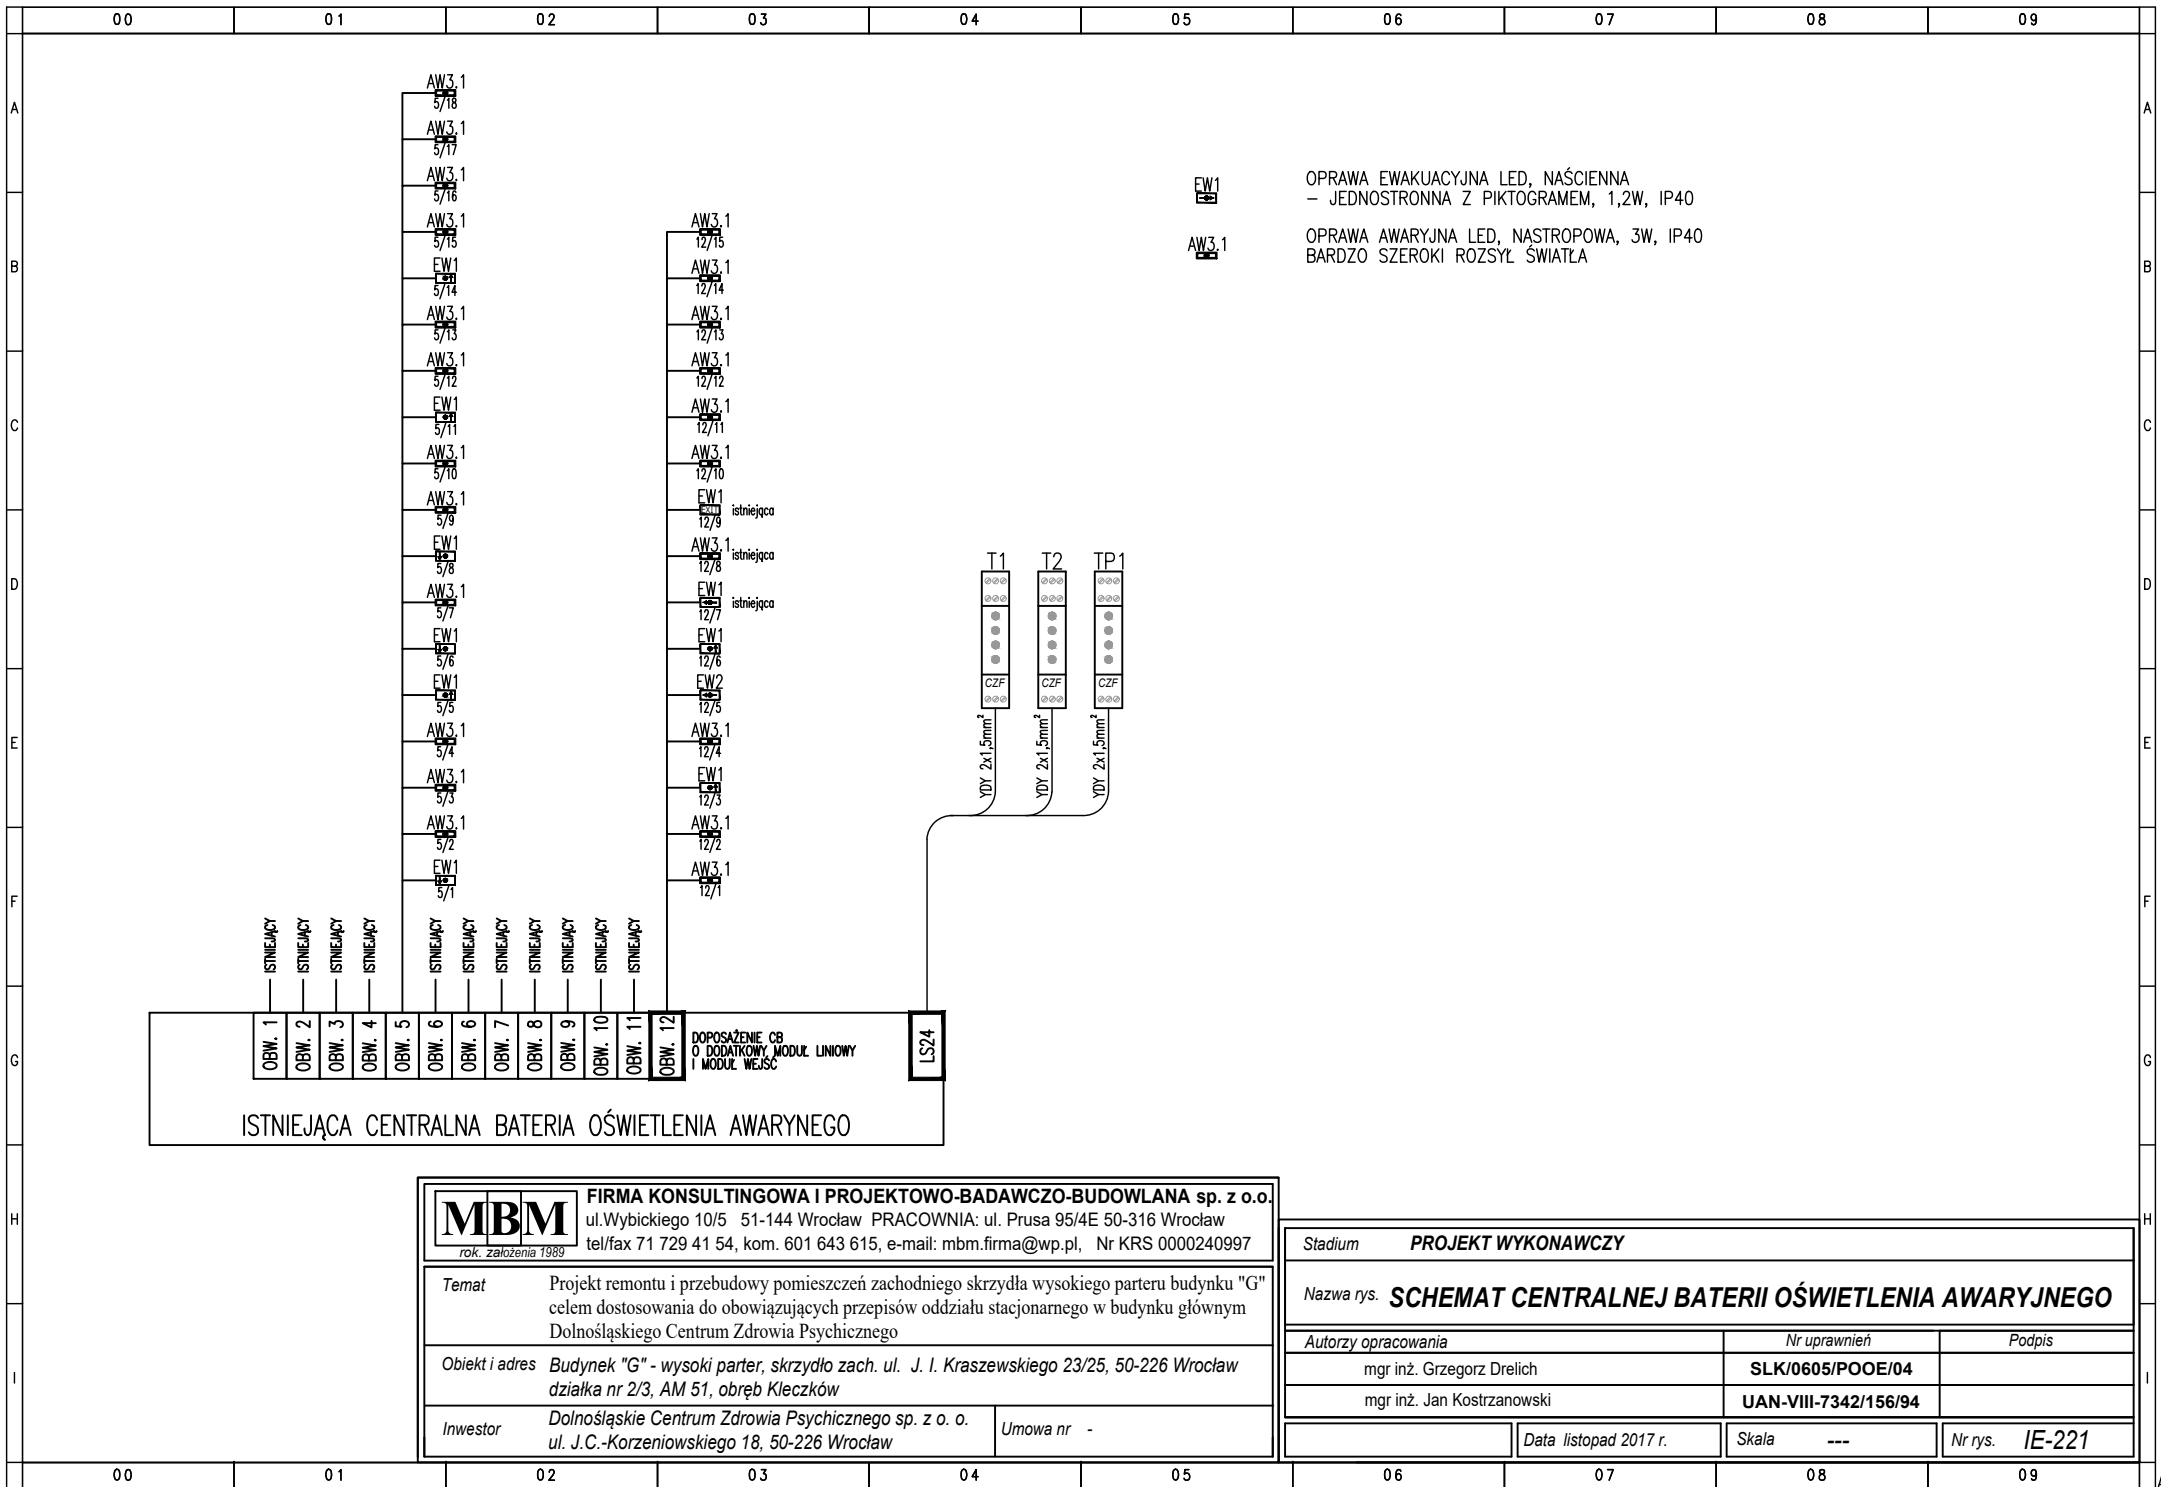 00 01 02 03 04 05 06 07 08 09
A A
B B
C C
D D
E E
F F
G G
H H
I I
AW3.1
5/18
AW3.1
5/17
AW3.1
5/16
AW3.1
5/15
EW1
5/14
AW3.1
5/13
AW3.1
5/12
EW1
5/11
AW3.1
5/10
AW3.1
5/9
EW1
5/8
AW3.1
5/7
EW1
5/6
EW1
5/5
AW3.1
5/4
AW3.1
5/3
AW3.1
5/2
EW1
5/1
AW3.1
12/15
AW3.1
12/14
AW3.1
12/13
AW3.1
12/12
AW3.1
12/11
AW3.1
12/10
EW1
EXIT istniejąca
12/9
AW3.1
istniejąca
12/8
EW1
istniejąca
12/7
EW1
12/6
EW2
12/5
AW3.1
12/4
EW1
12/3
AW3.1
12/2
AW3.1
12/1
EW1
OPRAWA EWAKUACYJNA LED, NAŚCIENNA
– JEDNOSTRONNA Z PIKTOGRAMEM, 1,2W, IP40
AW3.1
OPRAWA AWARYJNA LED, NASTROPOWA, 3W, IP40
BARDZO SZEROKI ROZSYŁ ŚWIATŁA
T1 T2 TP1
CZF CZF CZF
YDY 2x1,5mm² YDY 2x1,5mm² YDY 2x1,5mm²
ISTNIEJĄCY ISTNIEJĄCY ISTNIEJĄCY ISTNIEJĄCY ISTNIEJĄCY ISTNIEJĄCY ISTNIEJĄCY ISTNIEJĄCY ISTNIEJĄCY ISTNIEJĄCY ISTNIEJĄCY
OBW. 1 OBW. 2 OBW. 3 OBW. 4 OBW. 5 OBW. 6 OBW. 6 OBW. 7 OBW. 8 OBW. 9 OBW. 10 OBW. 11 OBW. 12
DOPOSAŻENIE CB
O DODATKOWY MODUŁ LINIOWY
I MODUŁ WEJŚĆ
LS24
ISTNIEJĄCA CENTRALNA BATERIA OŚWIETLENIA AWARYNEGO
MBM
rok. założenia 1989
FIRMA KONSULTINGOWA I PROJEKTOWO-BADAWCZO-BUDOWLANA sp. z o.o.
ul.Wybickiego 10/5 51-144 Wrocław PRACOWNIA: ul. Prusa 95/4E 50-316 Wrocław
tel/fax 71 729 41 54, kom. 601 643 615, e-mail: mbm.firma@wp.pl, Nr KRS 0000240997
Temat Projekt remontu i przebudowy pomieszczeń zachodniego skrzydła wysokiego parteru budynku "G"
celem dostosowania do obowiązujących przepisów oddziału stacjonarnego w budynku głównym
Dolnośląskiego Centrum Zdrowia Psychicznego
Obiekt i adres Budynek "G" - wysoki parter, skrzydło zach. ul. J. I. Kraszewskiego 23/25, 50-226 Wrocław
działka nr 2/3, AM 51, obręb Kleczków
Inwestor Dolnośląskie Centrum Zdrowia Psychicznego sp. z o. o.
ul. J.C.-Korzeniowskiego 18, 50-226 Wrocław
Umowa nr -
Stadium PROJEKT WYKONAWCZY
Nazwa rys. SCHEMAT CENTRALNEJ BATERII OŚWIETLENIA AWARYJNEGO
Autorzy opracowania Nr uprawnień Podpis
mgr inż. Grzegorz Drelich SLK/0605/POOE/04
mgr inż. Jan Kostrzanowski UAN-VIII-7342/156/94
Data listopad 2017 r. Skala --- Nr rys. IE-221
00 01 02 03 04 05 06 07 08 09